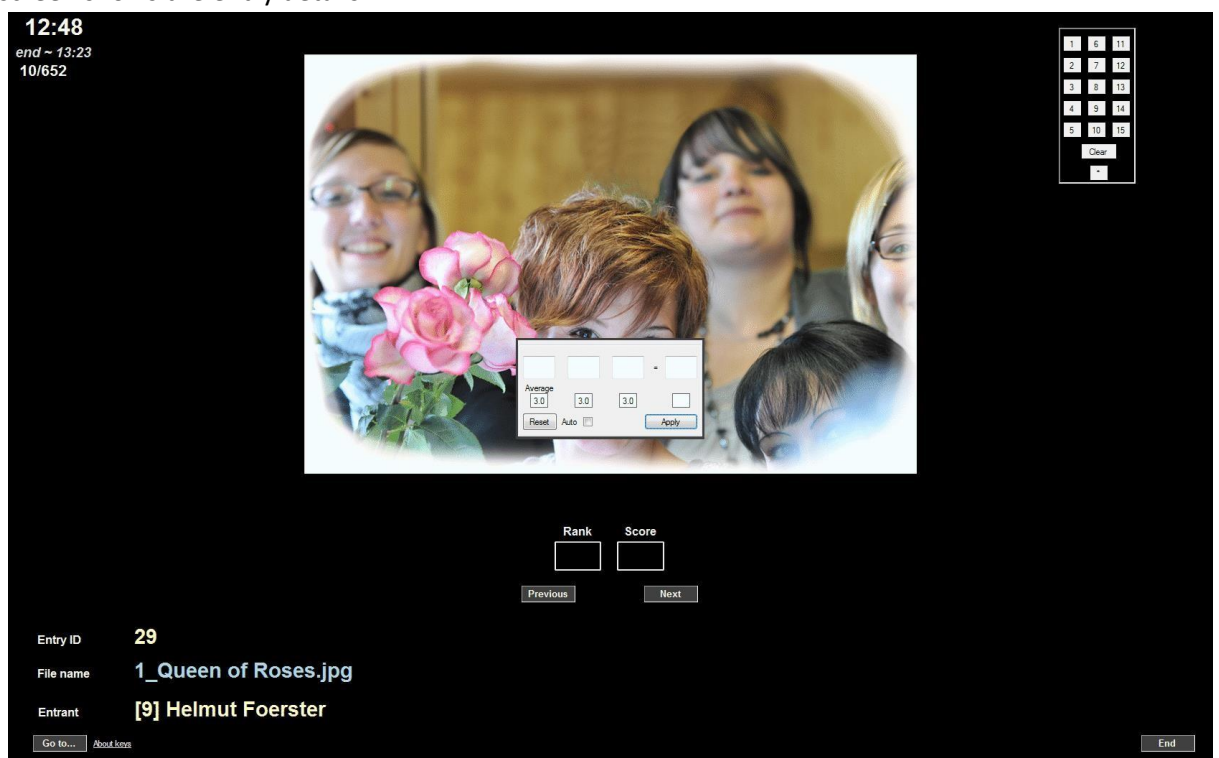 12:48
end ~ 13:23
10/652
1 6 11
2 7 12
3 8 13
4 9 14
5 10 15
Clear
=
Average
3.0 3.0 3.0
Reset Auto Apply
Rank Score
Previous Next
Entry ID 29
File name 1_Queen of Roses.jpg
Entrant [9] Helmut Foerster
Go to... About keys End